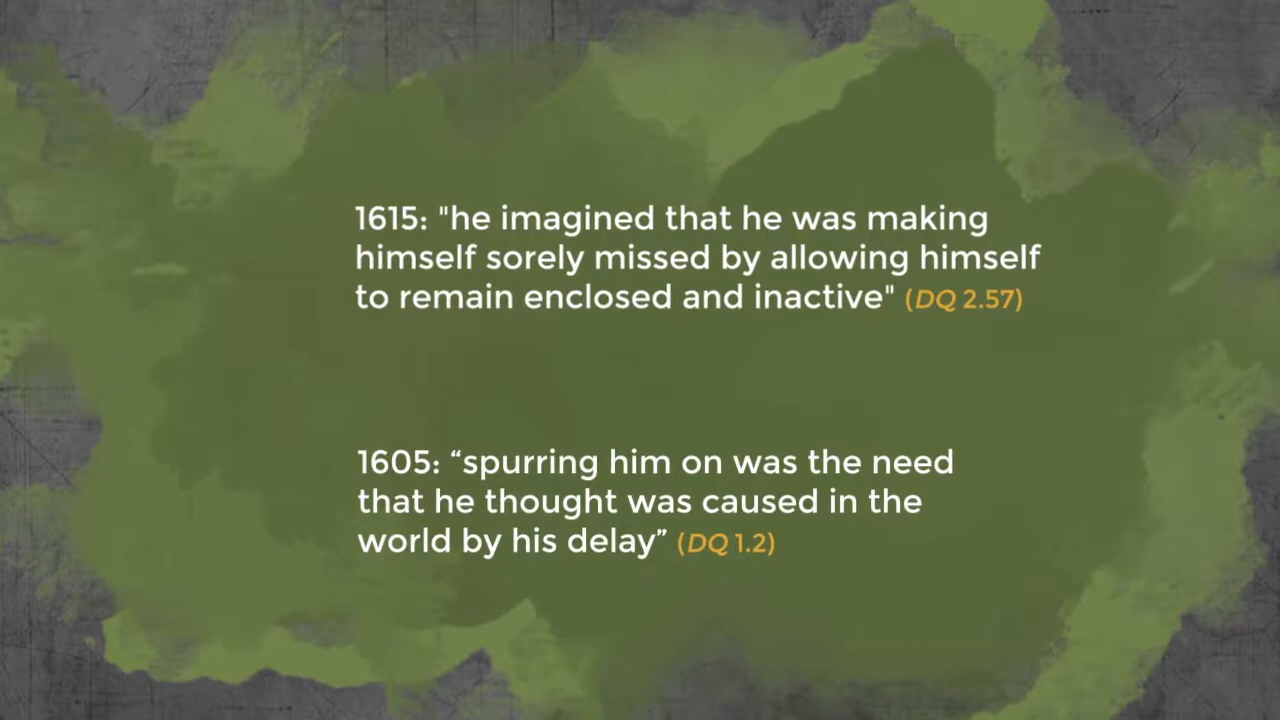 1615: "he imagined that he was making
himself sorely missed by allowing himself
to remain enclosed and inactive" (DQ 2.57)
1605: “spurring him on was the need
that he thought was caused in the
world by his delay” (DQ 1.2)